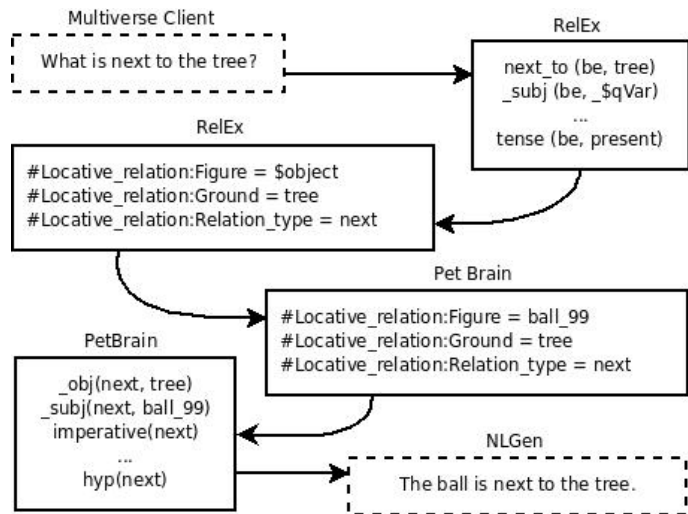 Multiverse Client
What is next to the tree?
RelEx
next_to (be, tree)
_subj (be, _$qVar)
...
tense (be, present)
RelEx
#Locative_relation:Figure = $object
#Locative_relation:Ground = tree
#Locative_relation:Relation_type = next
Pet Brain
#Locative_relation:Figure = ball_99
#Locative_relation:Ground = tree
#Locative_relation:Relation_type = next
PetBrain
_obj(next, tree)
_subj(next, ball_99)
imperative(next)
...
hyp(next)
NLGen
The ball is next to the tree.